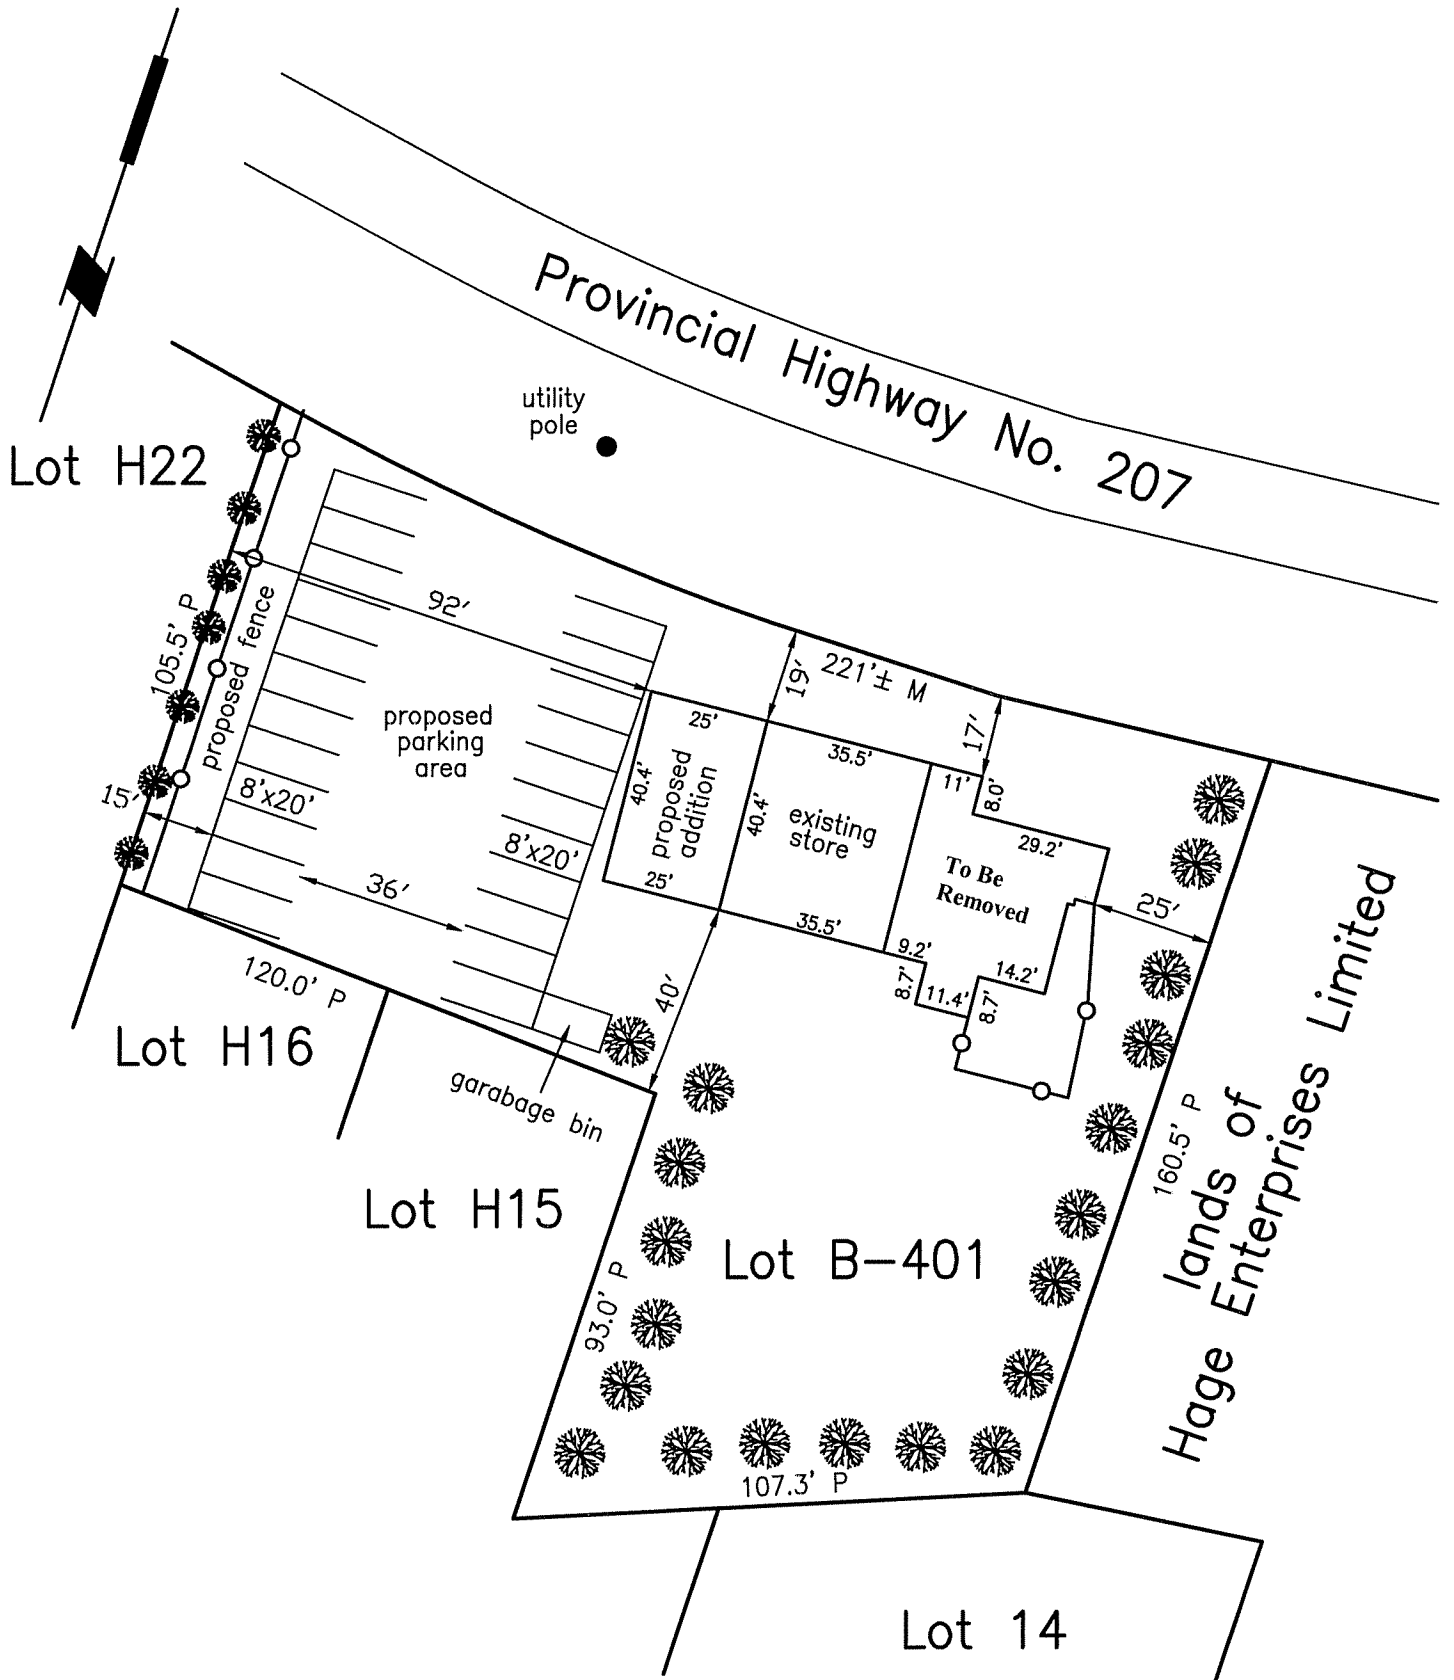 Provincial Highway No. 207
utility
pole
Lot H22
92'
proposed fence
105.5' P
19'
221'± M
17'
proposed
parking
area
25'
40.4'
proposed
addition
40.4'
35.5'
existing
store
11'
8.0'
29.2'
To Be
Removed
15'
8'x20'
8'x20'
36'
25'
35.5'
9.2'
8.7'
11.4'
8.7'
14.2'
25'
40'
120.0' P
Lot H16
garabage bin
Lot H15
93.0' P
Lot B-401
160.5' P
lands of
Hage Enterprises Limited
107.3' P
Lot 14